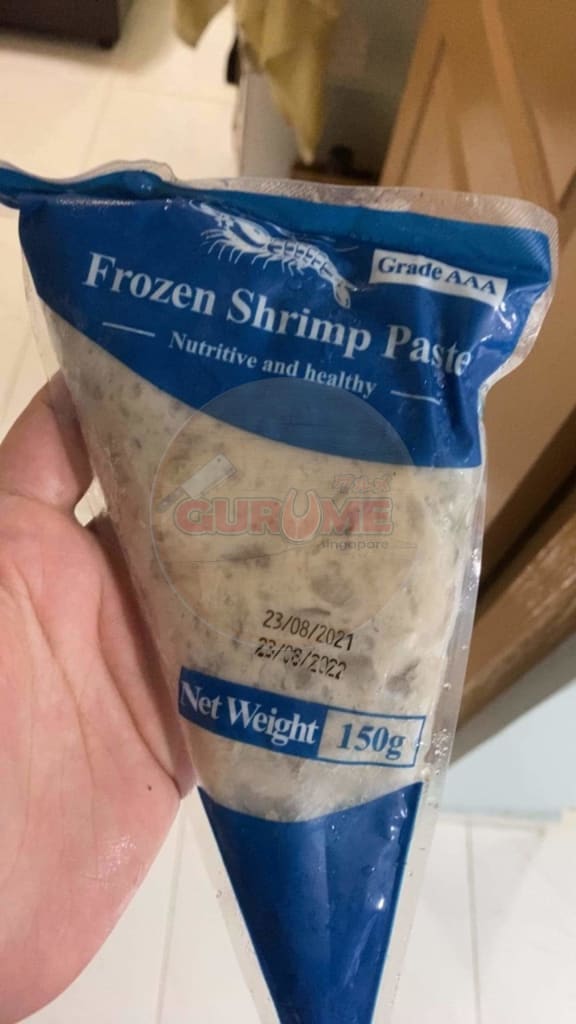 Grade AAA
Frozen Shrimp Paste
Nutritive and healthy
GURUME
Singapore
23/08/2021
23/08/2022
Net Weight 150g